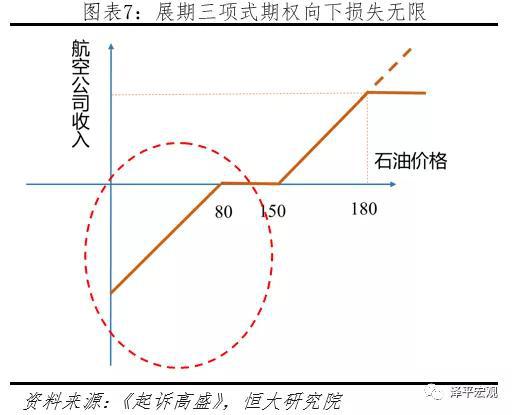 图表7：展期三项式期权向下损失无限
航空公司收入
石油价格
80
150
180
资料来源：《起诉高盛》，恒大研究院
泽平宏观